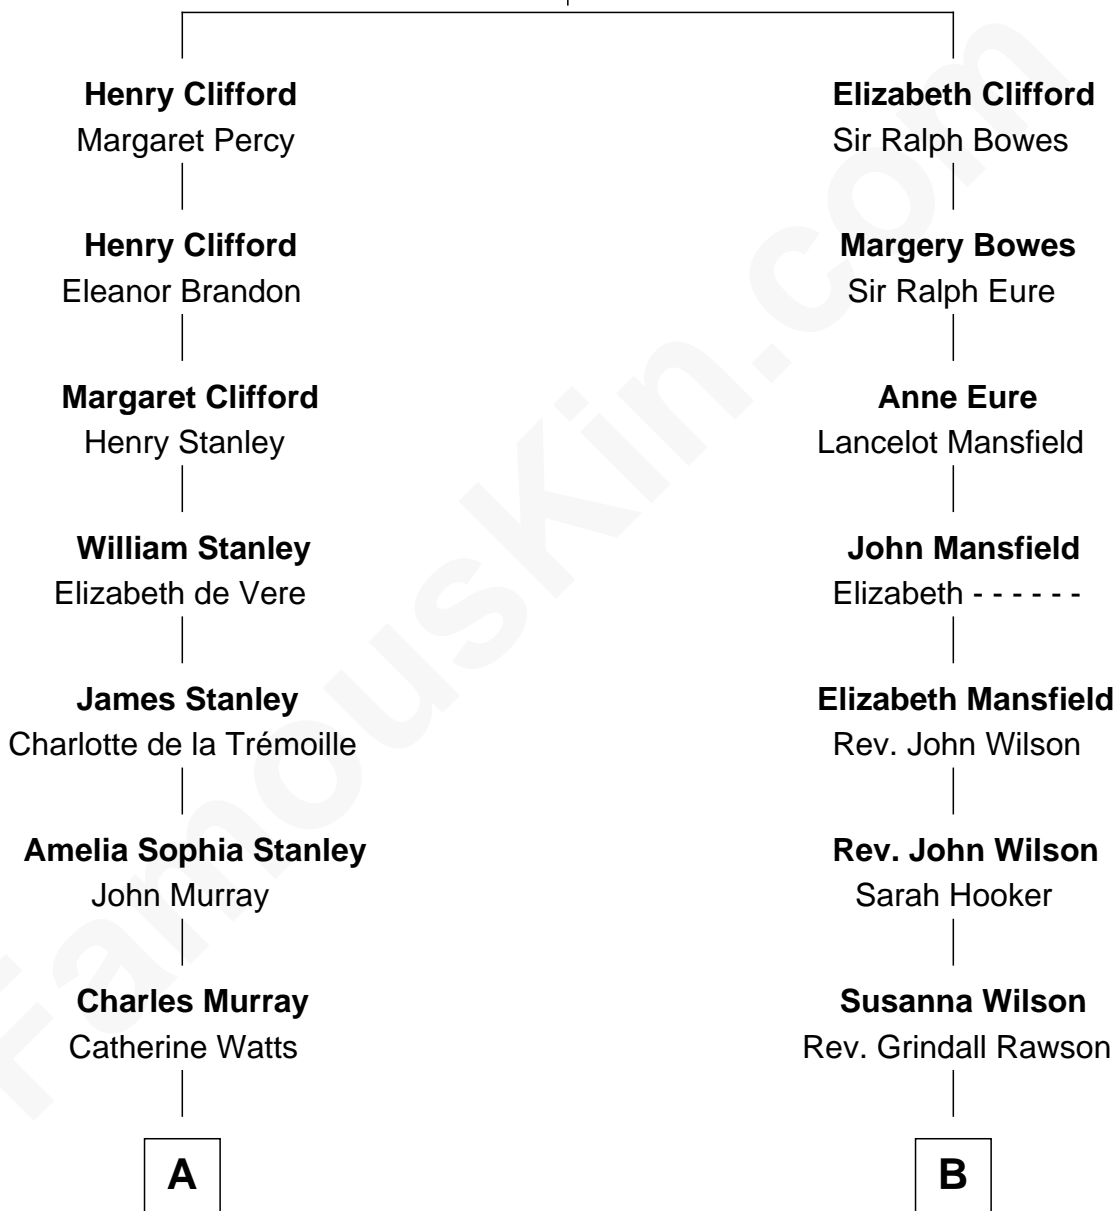 Henry Clifford
Margaret Percy
Henry Clifford
Eleanor Brandon
Margaret Clifford
Henry Stanley
William Stanley
Elizabeth de Vere
James Stanley
Charlotte de la Trémoille
Amelia Sophia Stanley
John Murray
Charles Murray
Catherine Watts
A
Elizabeth Clifford
Sir Ralph Bowes
Margery Bowes
Sir Ralph Eure
Anne Eure
Lancelot Mansfield
John Mansfield
Elizabeth - - - - - -
Elizabeth Mansfield
Rev. John Wilson
Rev. John Wilson
Sarah Hooker
Susanna Wilson
Rev. Grindall Rawson
B
FamousKin.com